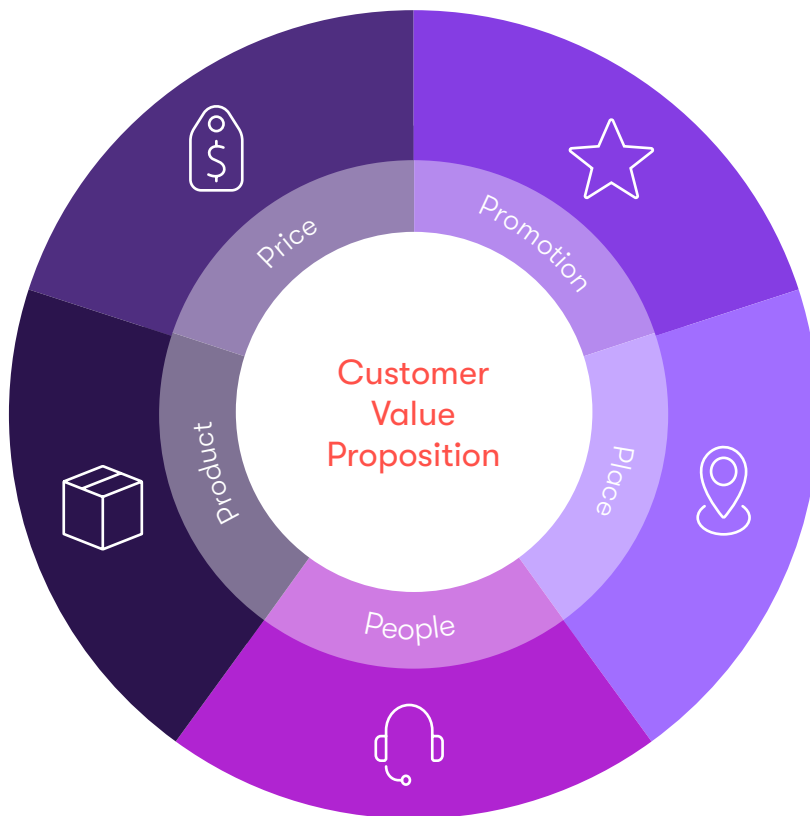 Price
Promotion
Customer
Value
Proposition
Product
Place
People
$